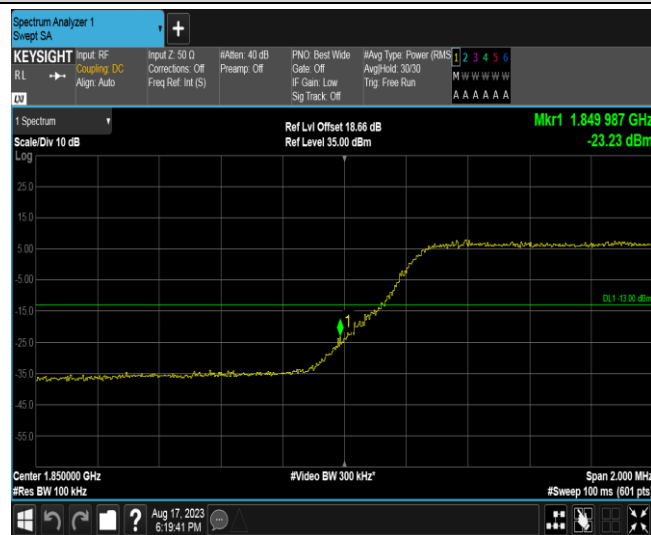 Spectrum Analyzer 1
Swept SA
+
KEYSIGHT Input: RF Input Z: 50 Ω #Atten: 40 dB PNO: Best Wide #Avg Type: Power (RMS 1 2 3 4 5 6
RL Coupling: DC Corrections: Off Preamp: Off Gate: Off Avg|Hold: 30/30 M W W W W W
Align: Auto Freq Ref: Int (S) IF Gain: Low Trig: Free Run
Sig Track: Off A A A A A A
LXI
1 Spectrum Ref Lvl Offset 18.66 dB Mkr1 1.849 987 GHz
Scale/Div 10 dB Ref Level 35.00 dBm -23.23 dBm
Log
25.0
15.0
5.00
-5.00
DL1 -13.00 dBm
-15.0
1
-25.0
-35.0
-45.0
-55.0
Center 1.850000 GHz #Video BW 300 kHz* Span 2.000 MHz
#Res BW 100 kHz #Sweep 100 ms (601 pts
? Aug 17, 2023
6:19:41 PM